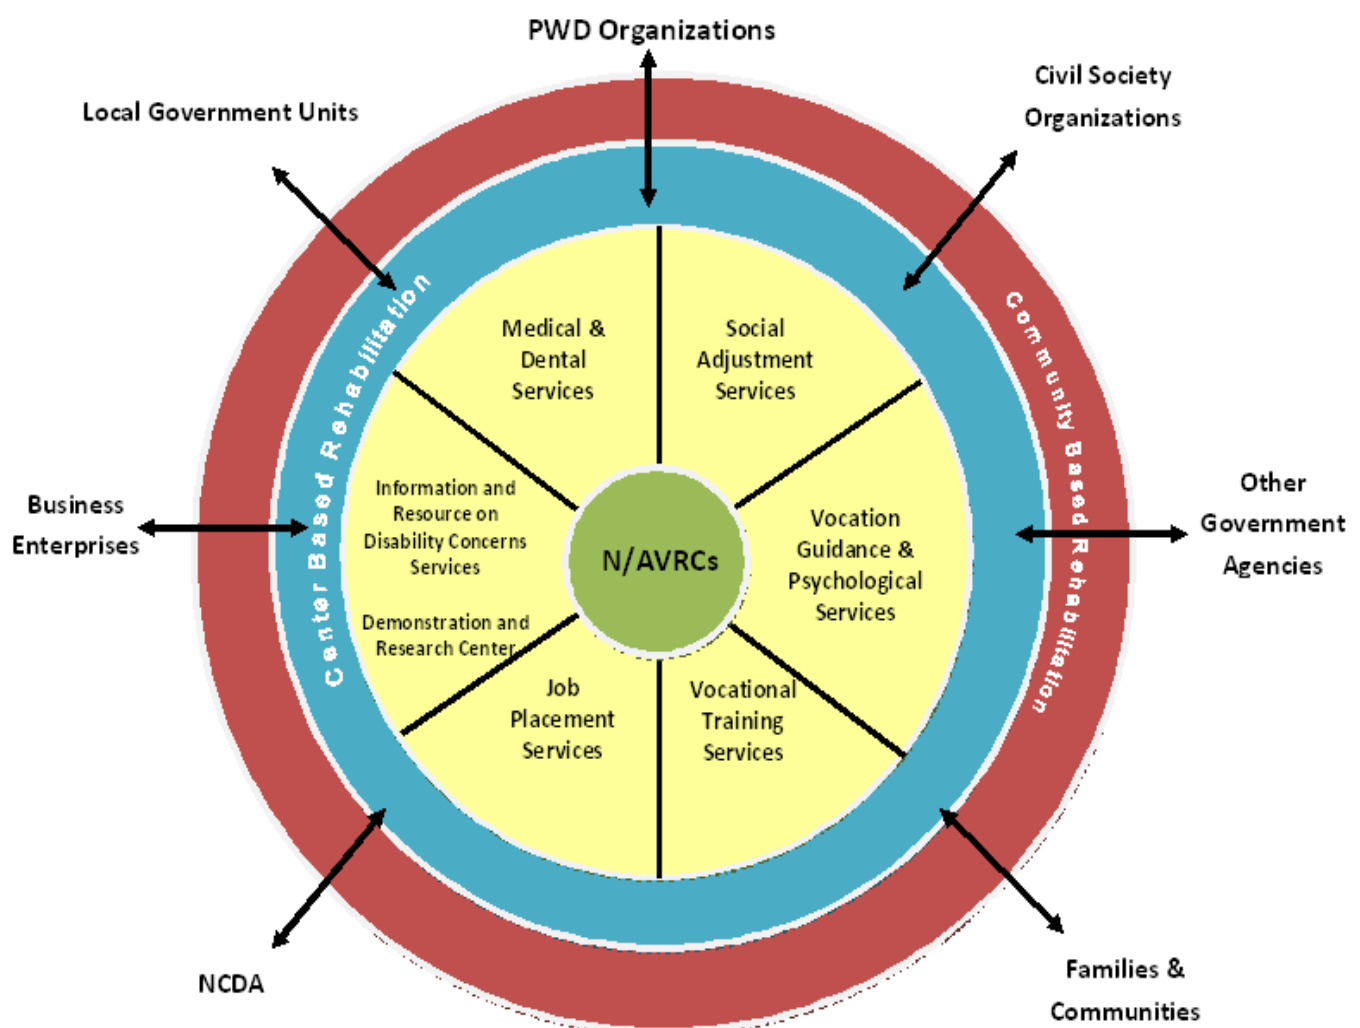 PWD Organizations
Local Government Units
Civil Society
Organizations
Center Based Rehabilitation
Community Based Rehabilitation
Medical &
Dental
Services
Social
Adjustment
Services
Information and
Resource on
Disability Concerns
Services
Demonstration and
Research Center
N/AVRCs
Vocation
Guidance &
Psychological
Services
Job
Placement
Services
Vocational
Training
Services
Business
Enterprises
Other
Government
Agencies
NCDA
Families &
Communities